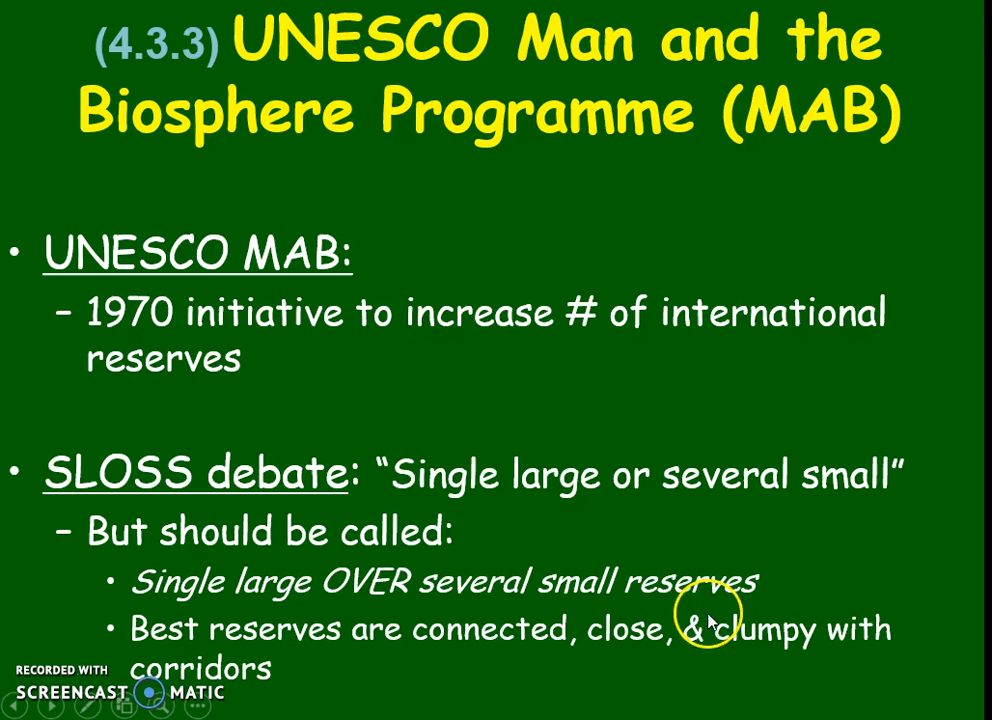 (4.3.3) UNESCO Man and the
Biosphere Programme (MAB)
• UNESCO MAB:
– 1970 initiative to increase # of international
reserves
• SLOSS debate: “Single large or several small”
– But should be called:
• Single large OVER several small reserves
• Best reserves are connected, close, & clumpy with
corridors
RECORDED WITH
SCREENCAST MATIC